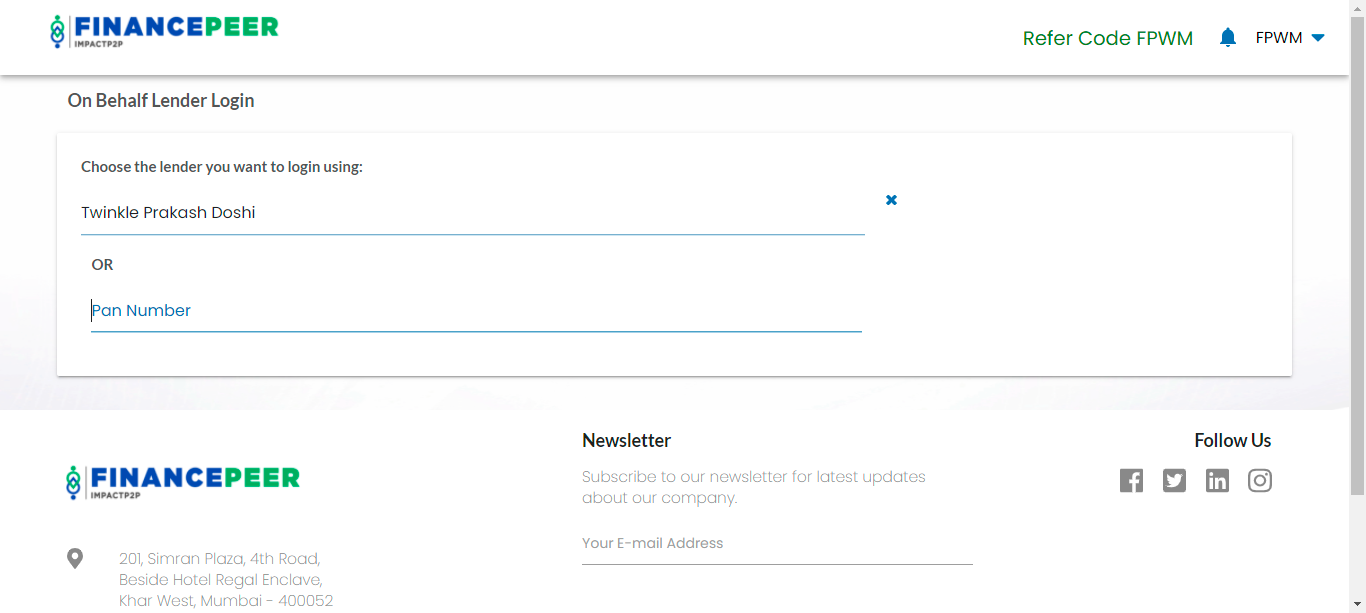 FINANCEPEER
IMPACTP2P
Refer Code FPWM
FPWM
On Behalf Lender Login
Choose the lender you want to login using:
Twinkle Prakash Doshi
OR
Pan Number
FINANCEPEER
IMPACTP2P
201, Simran Plaza, 4th Road,
Beside Hotel Regal Enclave,
Khar West, Mumbai - 400052
Newsletter
Subscribe to our newsletter for latest updates
about our company.
Your E-mail Address
Follow Us